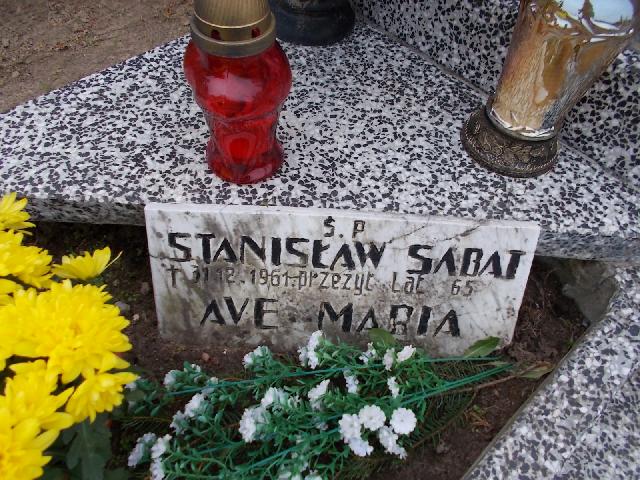 Ś.P
STANISŁAW SABAT
† 31.12.1961.przeżył Lat 65
AVE MARIA